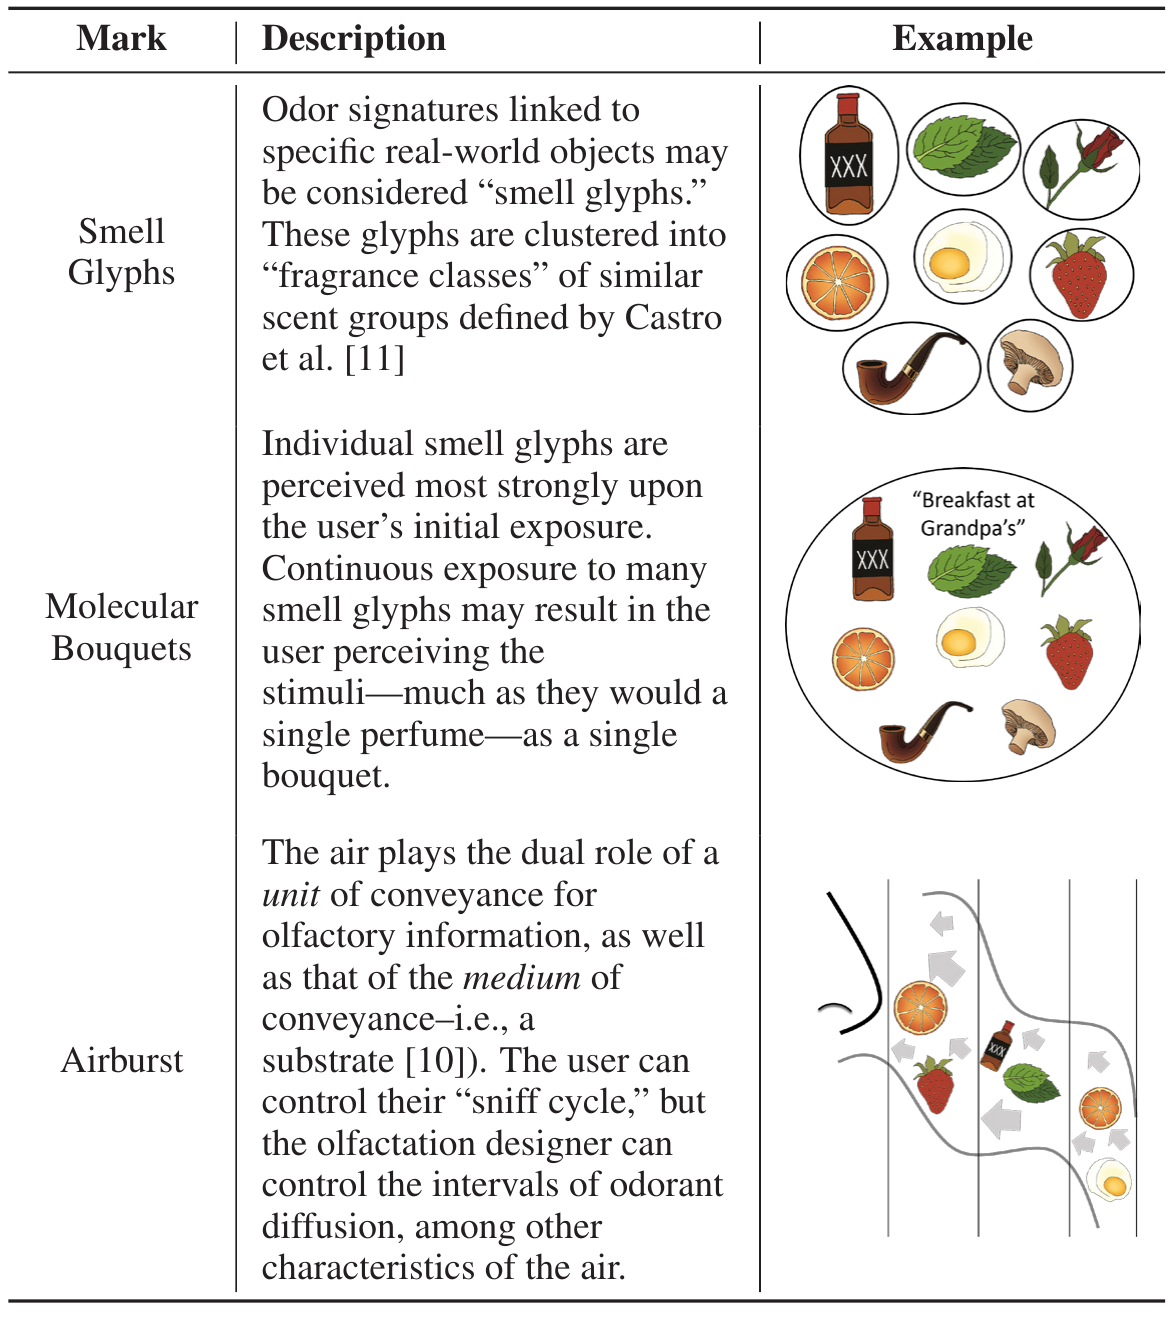 Mark Description Example
Odor signatures linked to
specific real-world objects may
be considered “smell glyphs.”
These glyphs are clustered into
“fragrance classes” of similar
scent groups defined by Castro
et al. [11]
Smell
Glyphs
XXX
Individual smell glyphs are
perceived most strongly upon
the user’s initial exposure.
Continuous exposure to many
smell glyphs may result in the
user perceiving the
stimuli—much as they would a
single perfume—as a single
bouquet.
Molecular
Bouquets
“Breakfast at
Grandpa’s”
XXX
The air plays the dual role of a
unit of conveyance for
olfactory information, as well
as that of the medium of
conveyance–i.e., a
substrate [10]). The user can
control their “sniff cycle,” but
the olfactation designer can
control the intervals of odorant
diffusion, among other
characteristics of the air.
Airburst
XXX